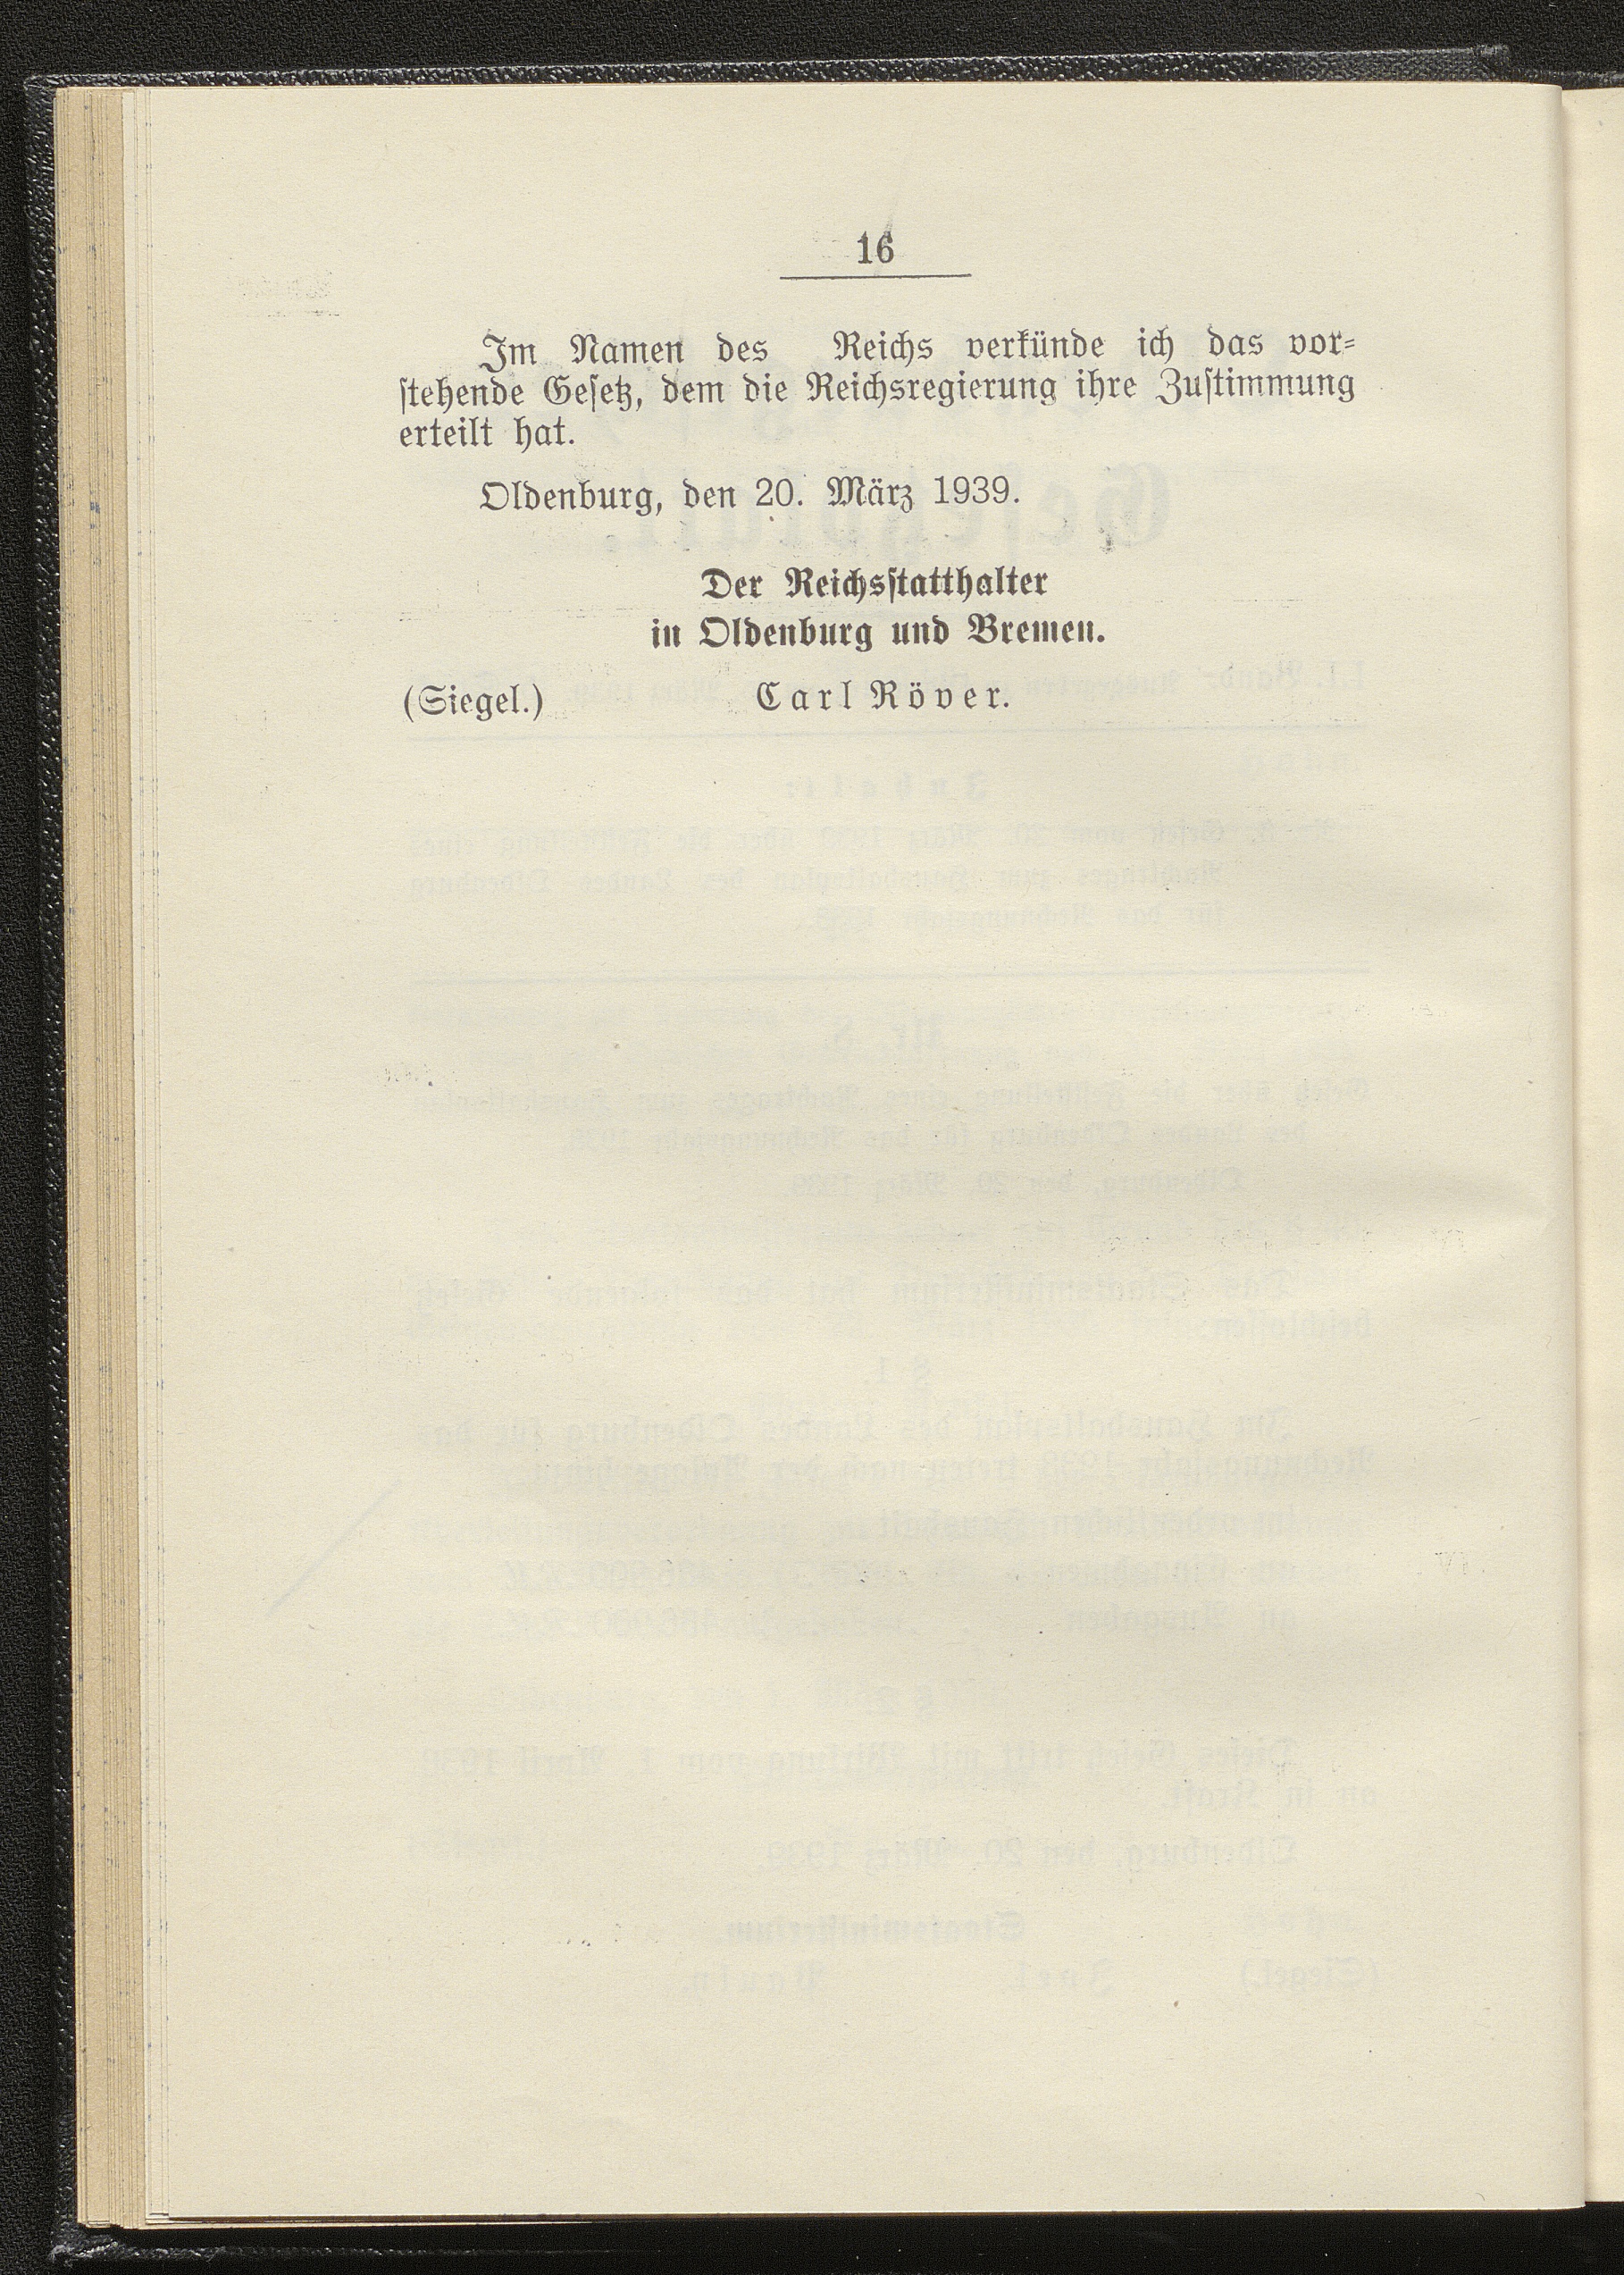 16
Im Namen des Reichs verkünde ich das vor-
stehende Gesetz, dem die Reichsregierung ihre Zustimmung
erteilt hat.
Oldenburg, den 20. März 1939.
Der Reichsstatthalter
in Oldenburg und Bremen.
(Siegel.) Carl Röver.